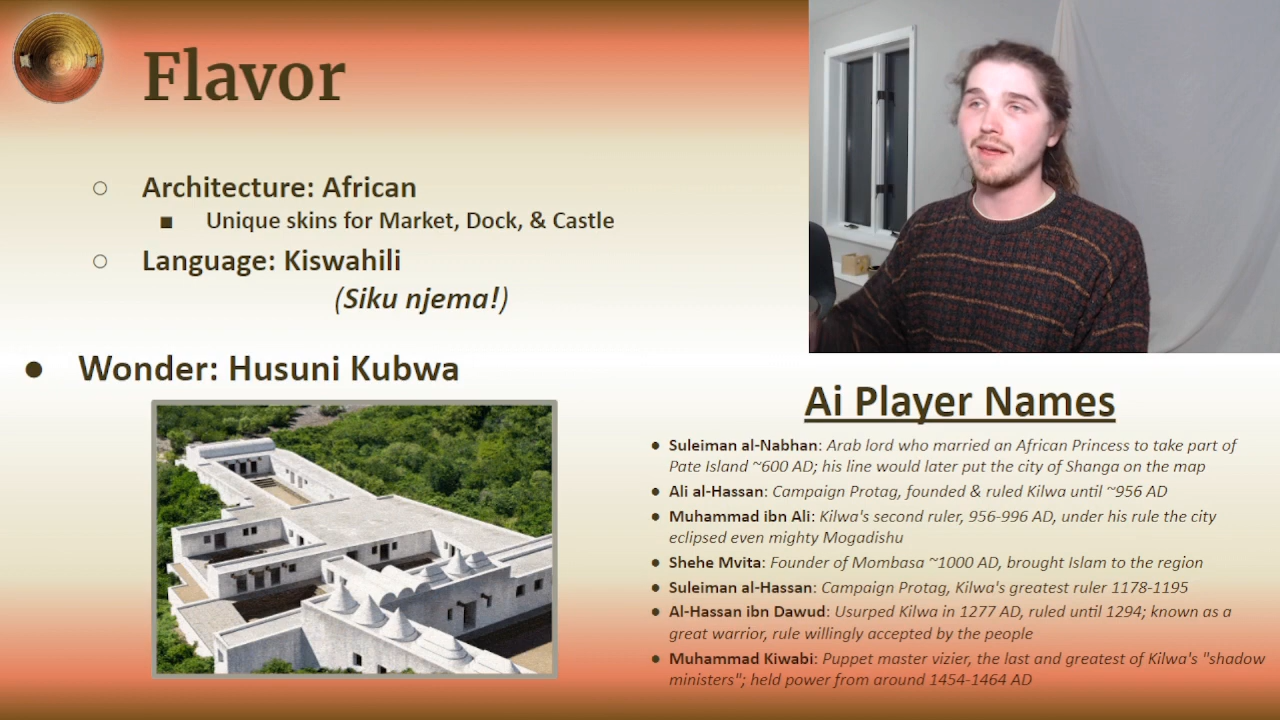 Flavor
○ Architecture: African
■ Unique skins for Market, Dock, & Castle
○ Language: Kiswahili
(Siku njema!)
● Wonder: Husuni Kubwa
Ai Player Names
● Suleiman al-Nabhan: Arab lord who married an African Princess to take part of
Pate Island ~600 AD; his line would later put the city of Shanga on the map
● Ali al-Hassan: Campaign Protag, founded & ruled Kilwa until ~956 AD
● Muhammad ibn Ali: Kilwa's second ruler, 956-996 AD, under his rule the city
eclipsed even mighty Mogadishu
● Shehe Mvita: Founder of Mombasa ~1000 AD, brought Islam to the region
● Suleiman al-Hassan: Campaign Protag, Kilwa's greatest ruler 1178-1195
● Al-Hassan ibn Dawud: Usurped Kilwa in 1277 AD, ruled until 1294; known as a
great warrior, rule willingly accepted by the people
● Muhammad Kiwabi: Puppet master vizier, the last and greatest of Kilwa's "shadow
ministers"; held power from around 1454-1464 AD